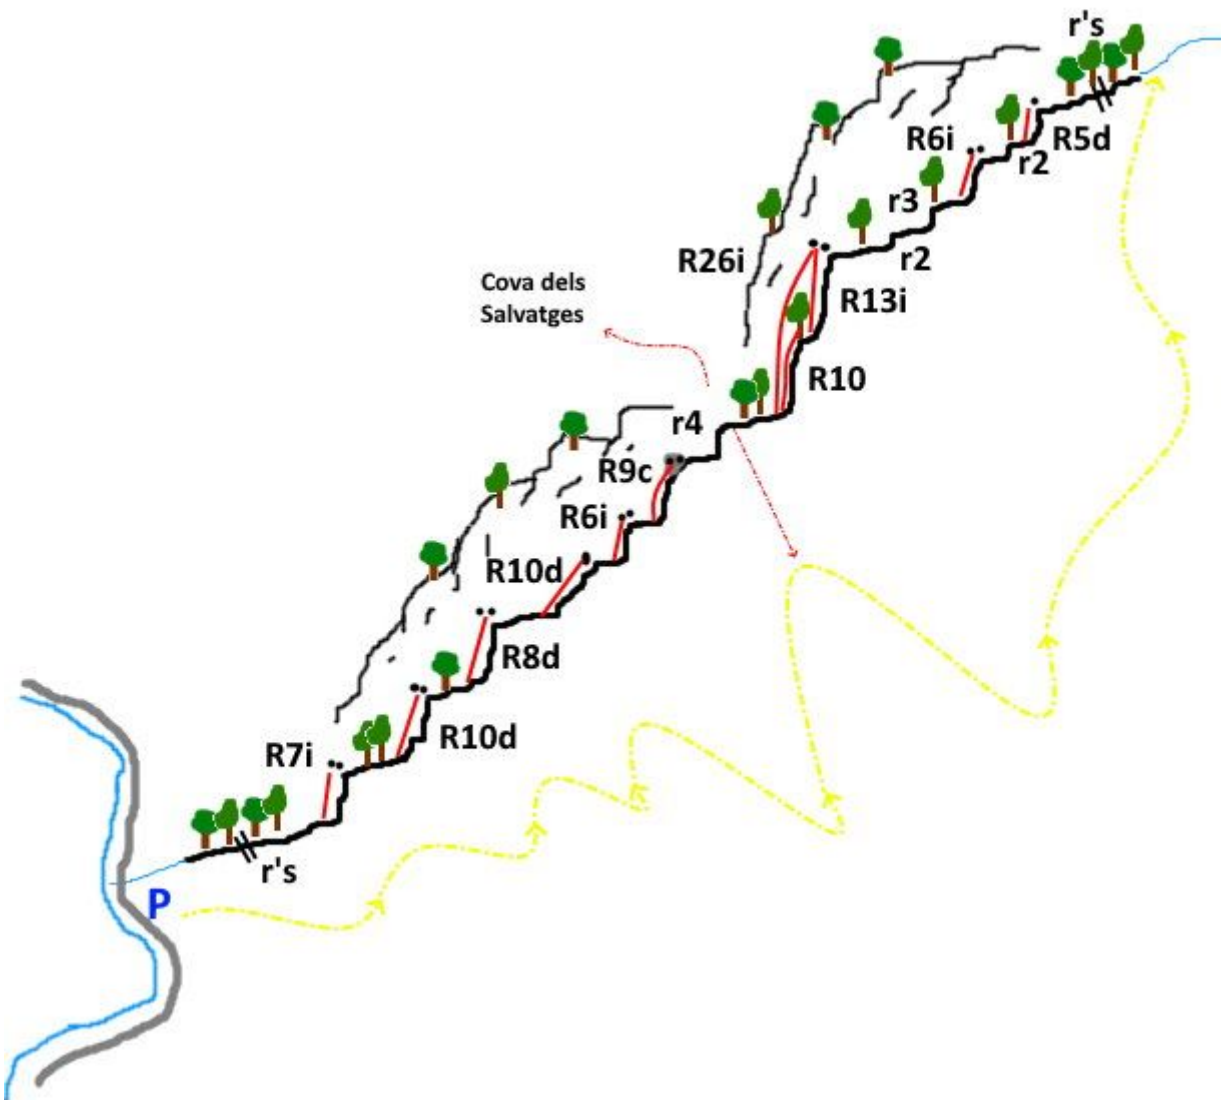 r's
R6i
R5d
r2
r3
r2
R26i
R13i
Cova dels
Salvatges
R10
r4
R9c
R6i
R10d
R8d
R10d
R7i
r's
P